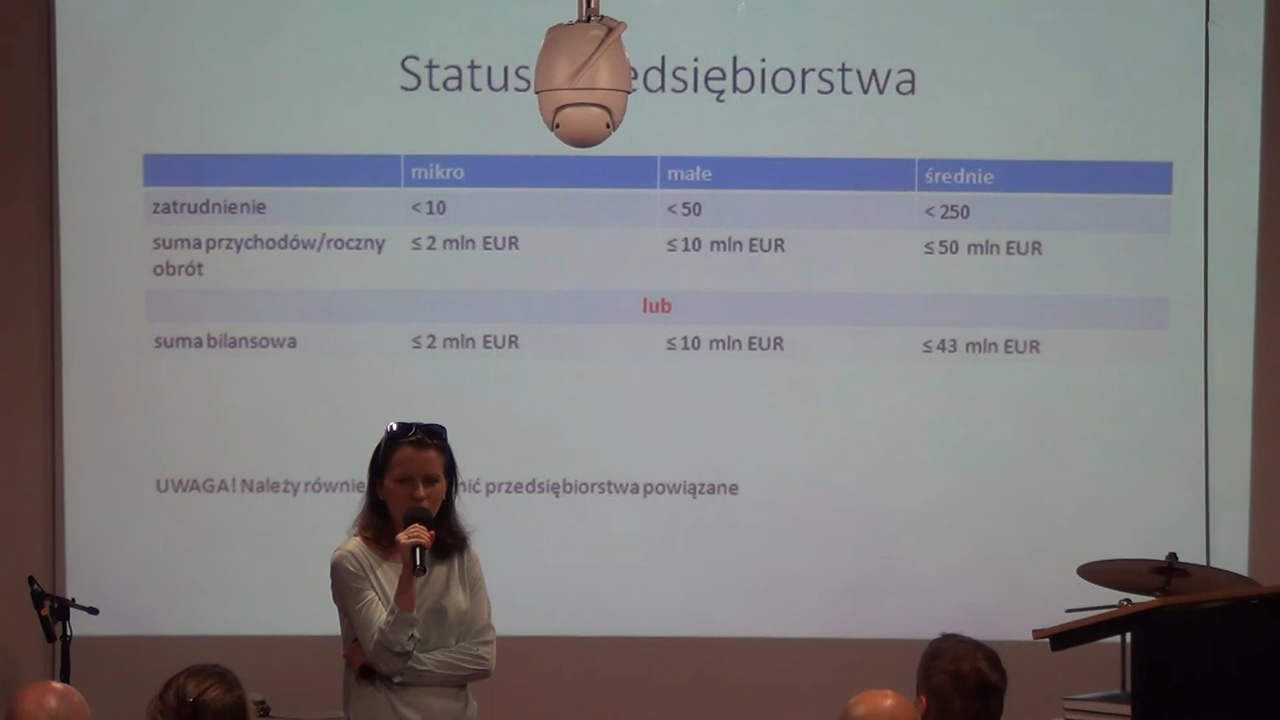 Status edsiębiorstwa
mikro małe średnie
zatrudnienie < 10 < 50 < 250
suma przychodów/roczny ≤ 2 mln EUR ≤ 10 mln EUR ≤ 50 mln EUR
obrót
lub
suma bilansowa ≤ 2 mln EUR ≤ 10 mln EUR ≤ 43 mln EUR
UWAGA! Należy równie nić przedsiębiorstwa powiązane